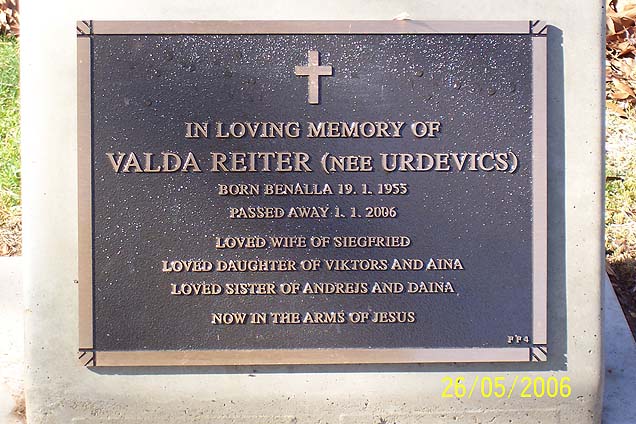 IN LOVING MEMORY OF
VALDA REITER (NEE URDEVICS)
BORN BENALLA 19. 1. 1955
PASSED AWAY 1. 1. 2006
LOVED WIFE OF SIEGFRIED
LOVED DAUGHTER OF VIKTORS AND AINA
LOVED SISTER OF ANDREJS AND DAINA
NOW IN THE ARMS OF JESUS
PP4
26/05/2006